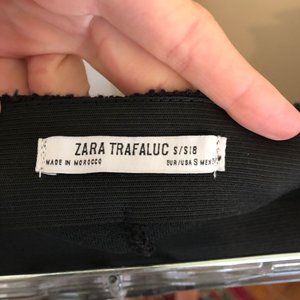 ZARA TRAFALUC S/S18
MADE IN MOROCCO
EUR/USA S MEX